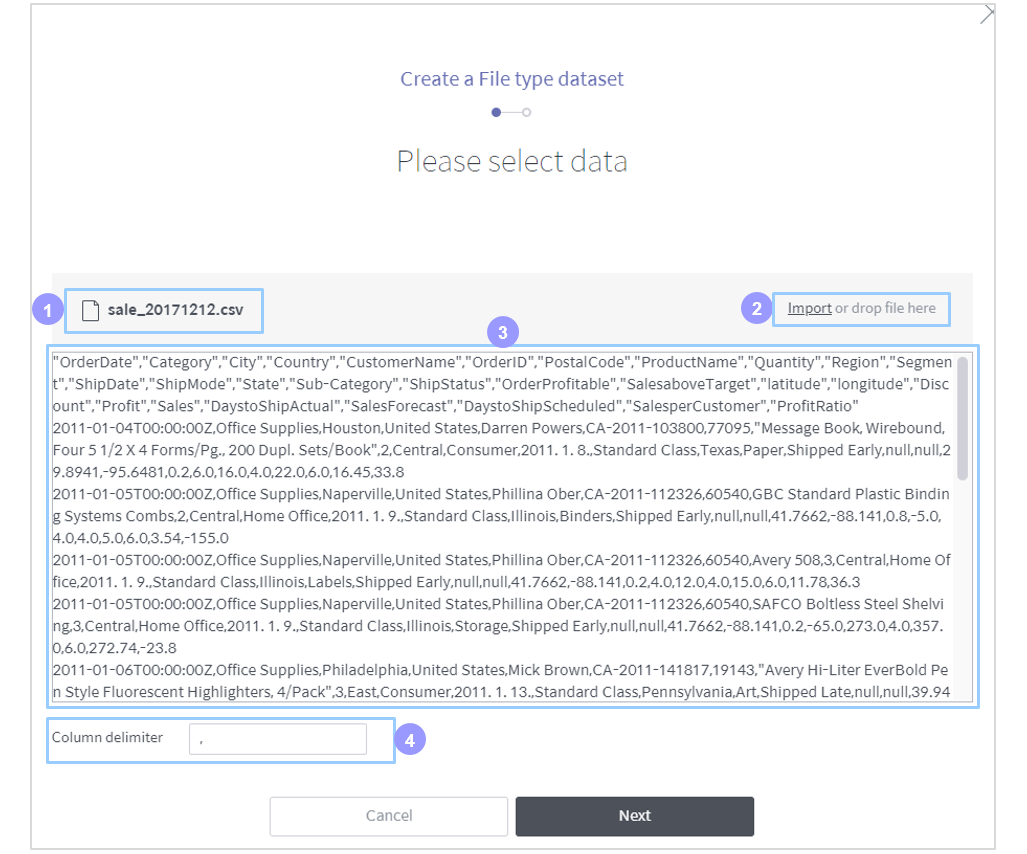 Create a File type dataset
Please select data
1
sale_20171212.csv
2
Import or drop file here
3
"OrderDate","Category","City","Country","CustomerName","OrderID","PostalCode","ProductName","Quantity","Region","Segmen
t","ShipDate","ShipMode","State","Sub-Category","ShipStatus","OrderProfitable","SalesaboveTarget","latitude","longitude","Disc
ount","Profit","Sales","DaystoShipActual","SalesForecast","DaystoShipScheduled","SalesperCustomer","ProfitRatio"
2011-01-04T00:00:00Z,Office Supplies,Houston,United States,Darren Powers,CA-2011-103800,77095,"Message Book, Wirebound,
Four 5 1/2 X 4 Forms/Pg., 200 Dupl. Sets/Book",2,Central,Consumer,2011. 1. 8.,Standard Class,Texas,Paper,Shipped Early,null,null,2
9.8941,-95.6481,0.2,6.0,16.0,4.0,22.0,6.0,16.45,33.8
2011-01-05T00:00:00Z,Office Supplies,Naperville,United States,Phillina Ober,CA-2011-112326,60540,GBC Standard Plastic Bindin
g Systems Combs,2,Central,Home Office,2011. 1. 9.,Standard Class,Illinois,Binders,Shipped Early,null,null,41.7662,-88.141,0.8,-5.0,
4.0,4.0,5.0,6.0,3.54,-155.0
2011-01-05T00:00:00Z,Office Supplies,Naperville,United States,Phillina Ober,CA-2011-112326,60540,Avery 508,3,Central,Home Of
fice,2011. 1. 9.,Standard Class,Illinois,Labels,Shipped Early,null,null,41.7662,-88.141,0.2,4.0,12.0,4.0,15.0,6.0,11.78,36.3
2011-01-05T00:00:00Z,Office Supplies,Naperville,United States,Phillina Ober,CA-2011-112326,60540,SAFCO Boltless Steel Shelvi
ng,3,Central,Home Office,2011. 1. 9.,Standard Class,Illinois,Storage,Shipped Early,null,null,41.7662,-88.141,0.2,-65.0,273.0,4.0,357.
0,6.0,272.74,-23.8
2011-01-06T00:00:00Z,Office Supplies,Philadelphia,United States,Mick Brown,CA-2011-141817,19143,"Avery Hi-Liter EverBold Pe
n Style Fluorescent Highlighters, 4/Pack",3,East,Consumer,2011. 1. 13.,Standard Class,Pennsylvania,Art,Shipped Late,null,null,39.94
Column delimiter ,
4
Cancel
Next